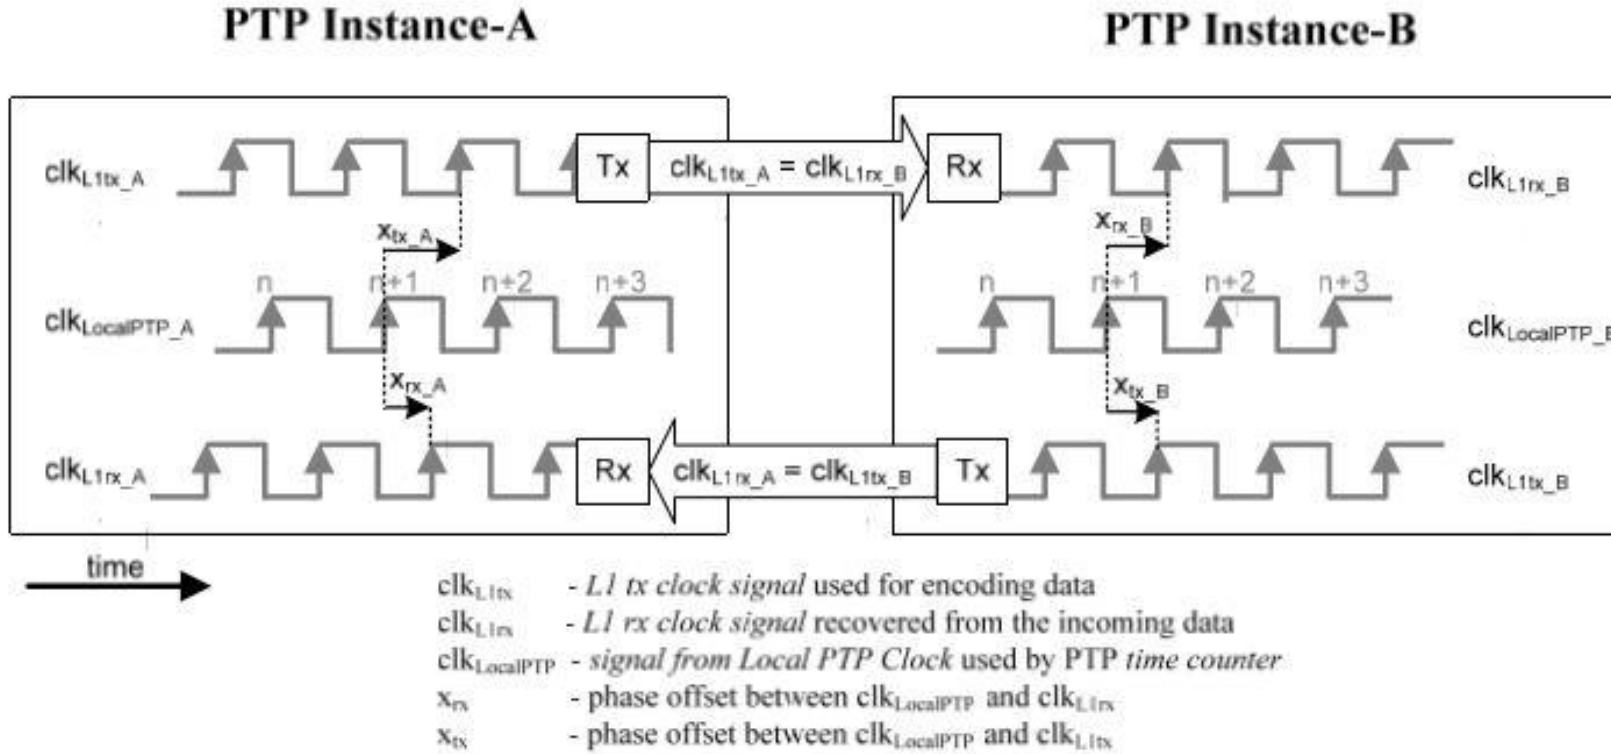 PTP Instance-A PTP Instance-B
clkL1tx_A Tx clkL1tx_A = clkL1rx_B Rx clkL1rx_B
xtx_A xrx_B
n n+1 n+2 n+3 n n+1 n+2 n+3
clkLocalPTP_A clkLocalPTP_B
xrx_A xtx_B
clkL1rx_A Rx clkL1rx_A = clkL1tx_B Tx clkL1tx_B
time
clkL1tx - L1 tx clock signal used for encoding data
clkL1rx - L1 rx clock signal recovered from the incoming data
clkLocalPTP - signal from Local PTP Clock used by PTP time counter
xrx - phase offset between clkLocalPTP and clkL1rx
xtx - phase offset between clkLocalPTP and clkL1tx